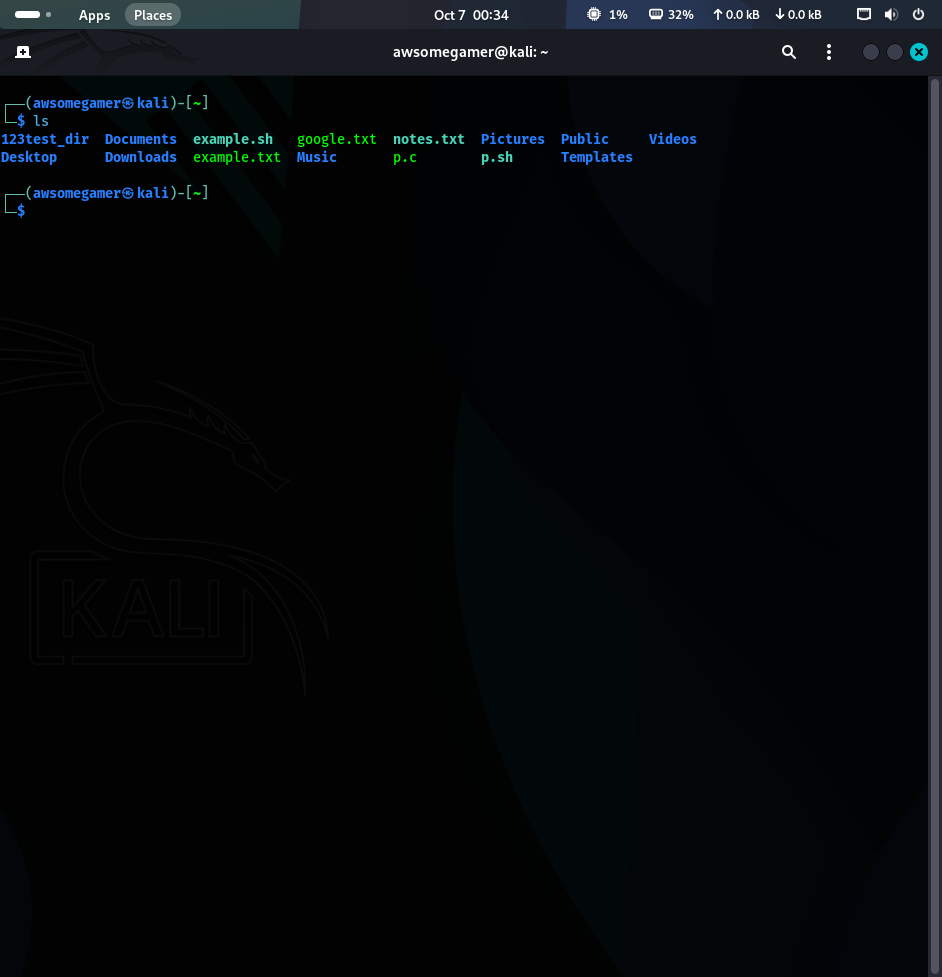 Apps Places Oct 7 00:34 1% 32% ↑ 0.0 kB ↓ 0.0 kB
awsomegamer@kali: ~
┌──(awsomegamer㉿kali)-[~]
└─$ ls
123test_dir Documents example.sh google.txt notes.txt Pictures Public Videos
Desktop Downloads example.txt Music p.c p.sh Templates
┌──(awsomegamer㉿kali)-[~]
└─$
KALI